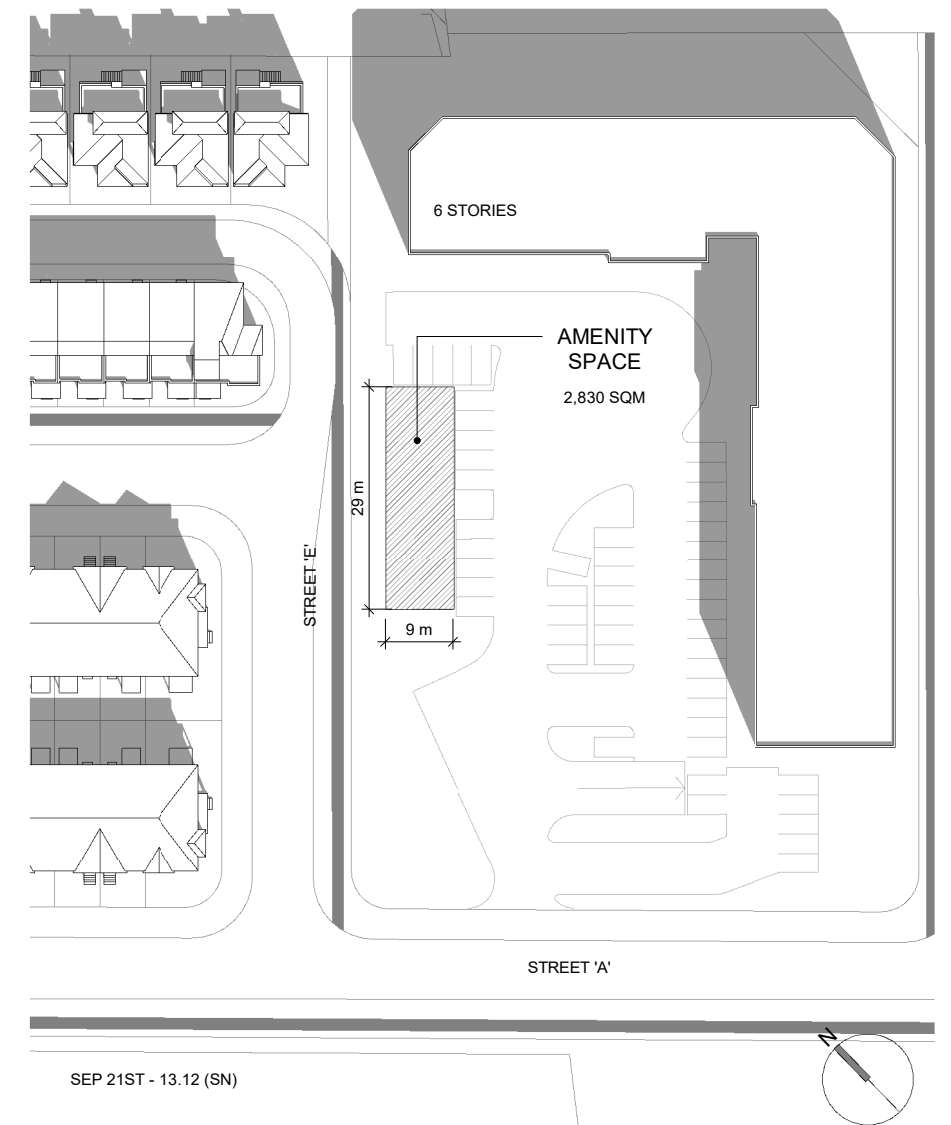 6 STORIES
AMENITY
SPACE
2,830 SQM
29 m
STREET 'E'
9 m
STREET 'A'
N
SEP 21ST - 13.12 (SN)